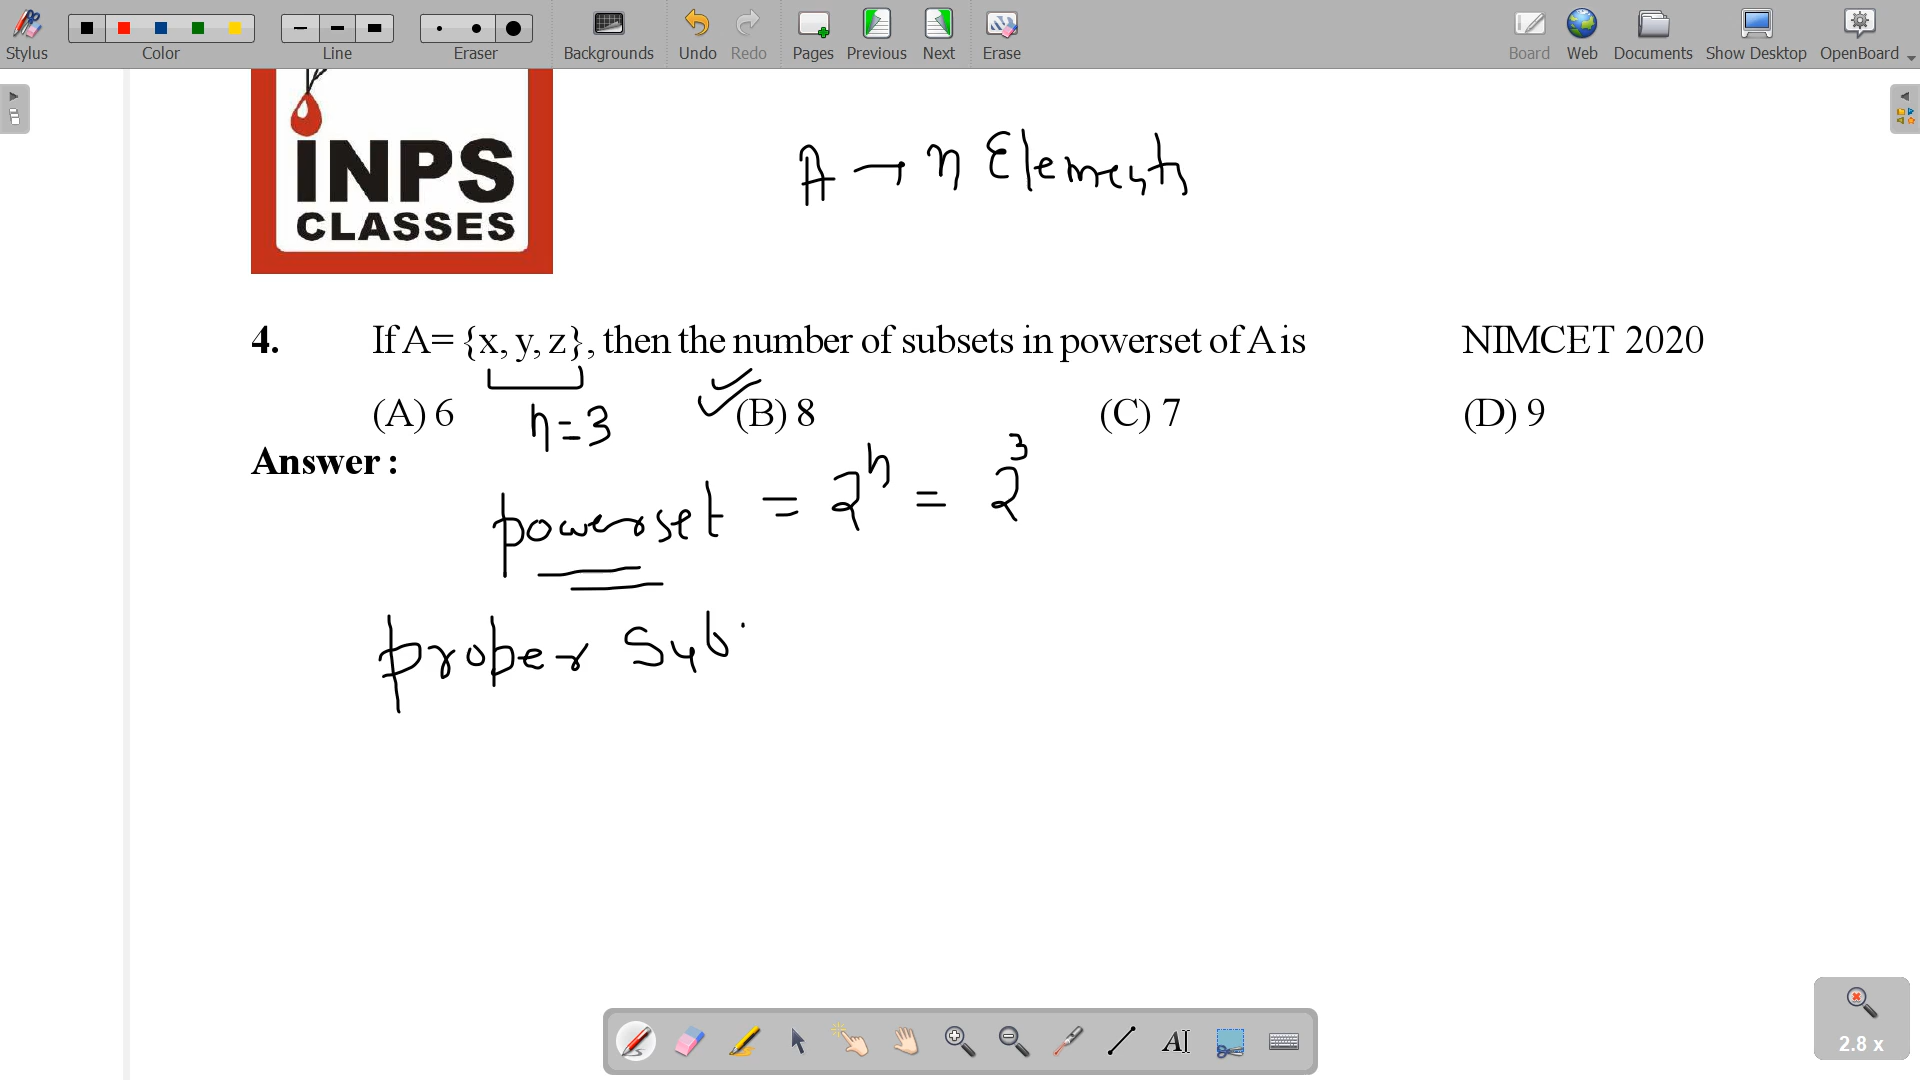 Stylus Color Line Eraser Backgrounds Undo Redo Pages Previous Next Erase Board Web Documents Show Desktop OpenBoard
INPS
CLASSES
A → n Elements
4. If A= {x, y, z}, then the number of subsets in powerset of A is NIMCET 2020
(A) 6 (B) 8 (C) 7 (D) 9
n=3
Answer :
powerset = 2^n = 2^3
prober Sub
2.8 x